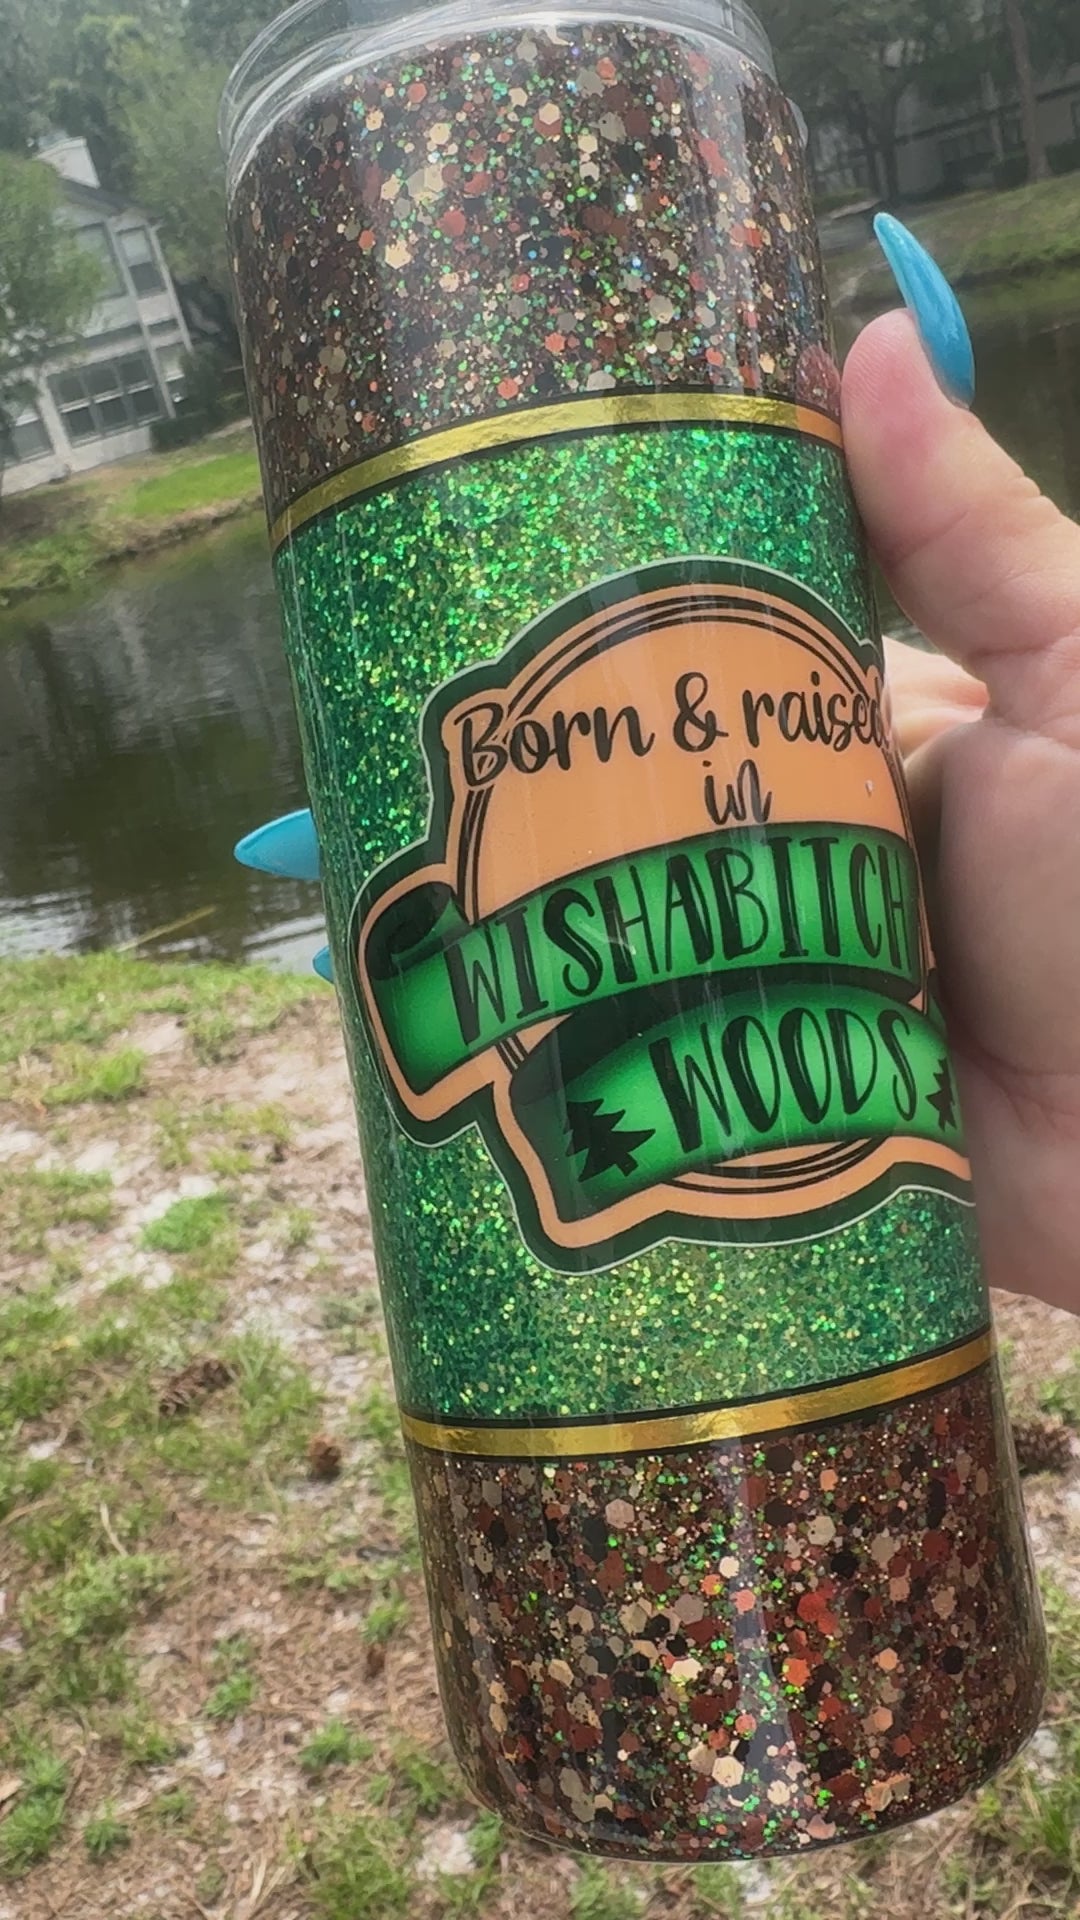 Born & raised
in
WISHABITCH
WOODS